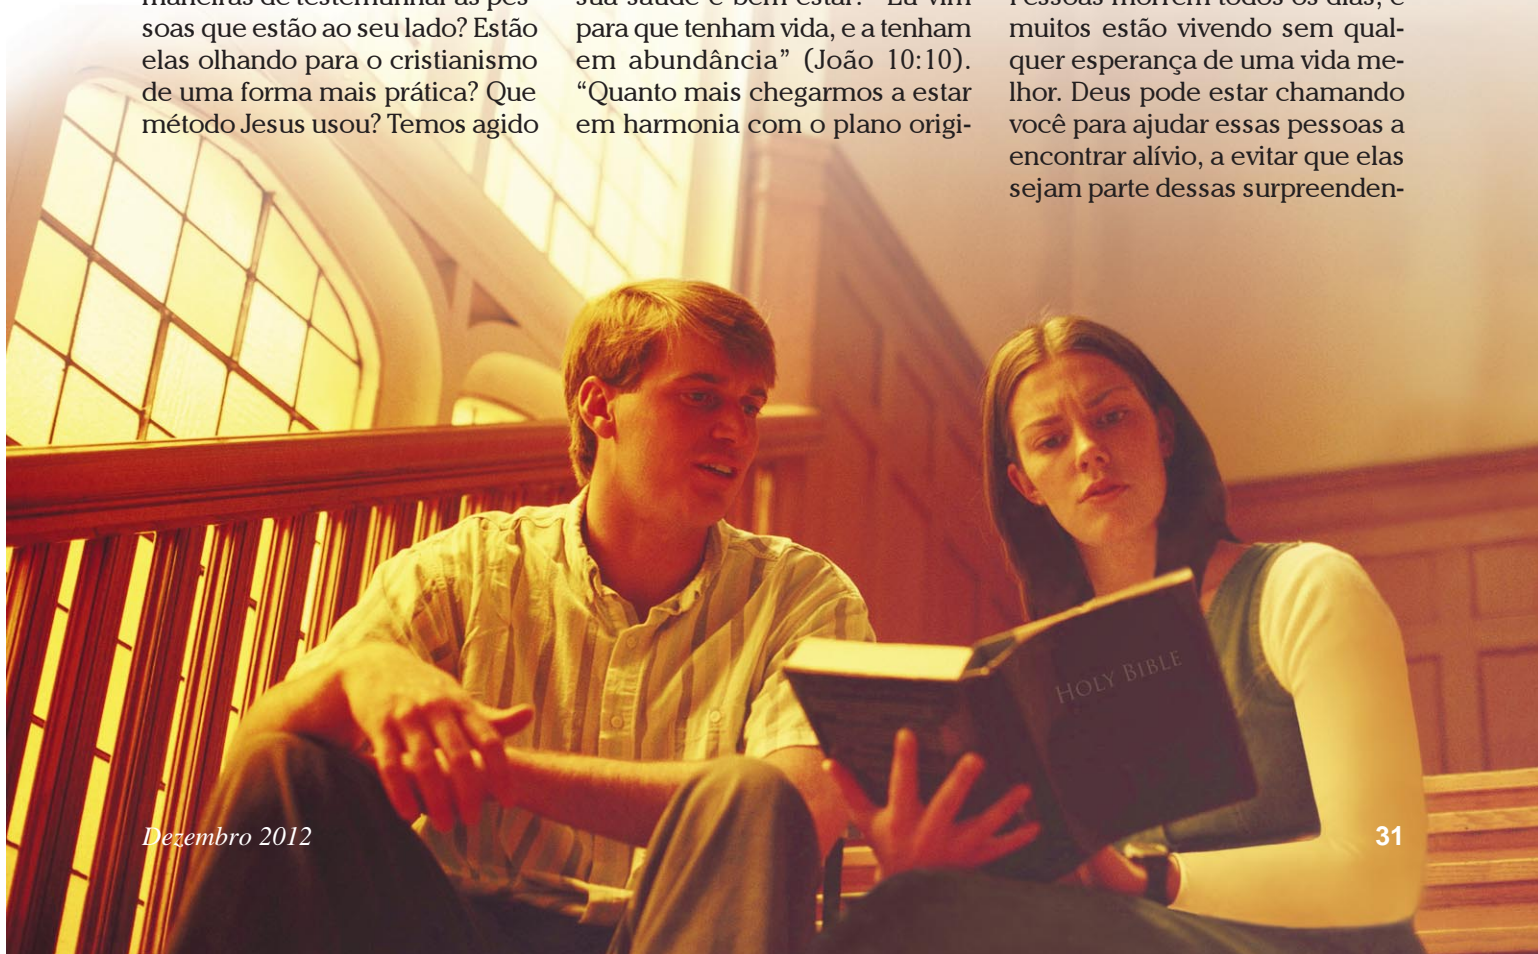 soas que estão ao seu lado? Estão
elas olhando para o cristianismo
de uma forma mais prática? Que
método Jesus usou? Temos agido
para que tenham vida, e a tenham
em abundância” (João 10:10).
“Quanto mais chegarmos a estar
em harmonia com o plano origi-
muitos estão vivendo sem qual-
quer esperança de uma vida me-
lhor. Deus pode estar chamando
você para ajudar essas pessoas a
encontrar alívio, a evitar que elas
sejam parte dessas surpreenden-
HOLY BIBLE
Dezembro 2012
31